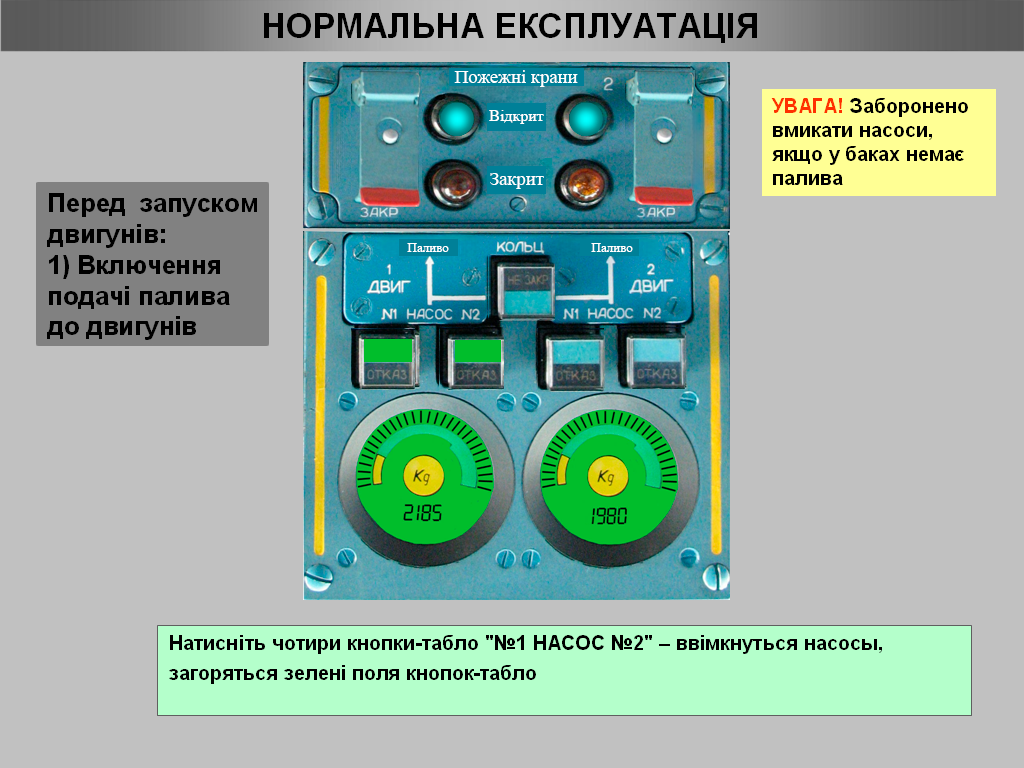 НОРМАЛЬНА ЕКСПЛУАТАЦІЯ
Пожежні крани
2
Відкрит
Закрит
ЗАКР
ЗАКР
УВАГА! Заборонено
вмикати насоси,
якщо у баках немає
палива
Перед запуском
двигунів:
1) Включення
подачі палива
до двигунів
Паливо
КОЛЬЦ
Паливо
1
ДВИГ
НЕ ЗАКР
2
ДВИГ
N1 НАСОС N2
N1 НАСОС N2
ОТКАЗ
ОТКАЗ
ОТКАЗ
ОТКАЗ
Kg
2185
Kg
1980
Натисніть чотири кнопки-табло "№1 НАСОС №2" – ввімкнуться насосы,
загоряться зелені поля кнопок-табло